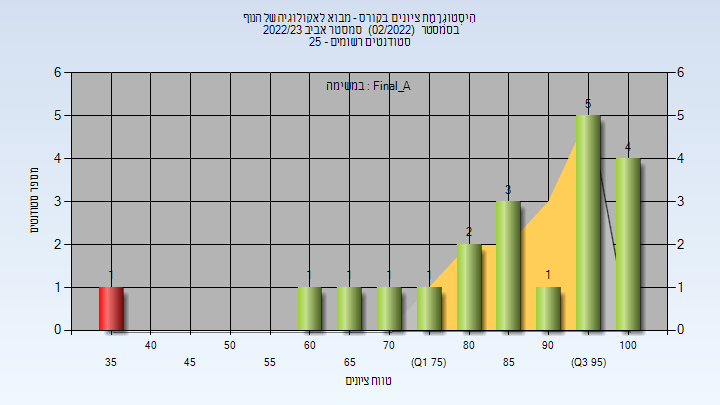 היסטוגרמת ציונים בקורס - מבוא לאקולוגיה של הנוף
בסמסטר (02/2022) סמסטר אביב 2022/23
סטודנטים רשומים - 25
במשימה : Final_A
מספר סטודנטים
6 6
5 5
4 4
3 3
2 2
1 1
0 0
1 1 1 1 1 2 3 1 5 4
40 50 60 70 80 90 100
35 45 55 65 (Q1 75) 85 (Q3 95)
טווח ציונים